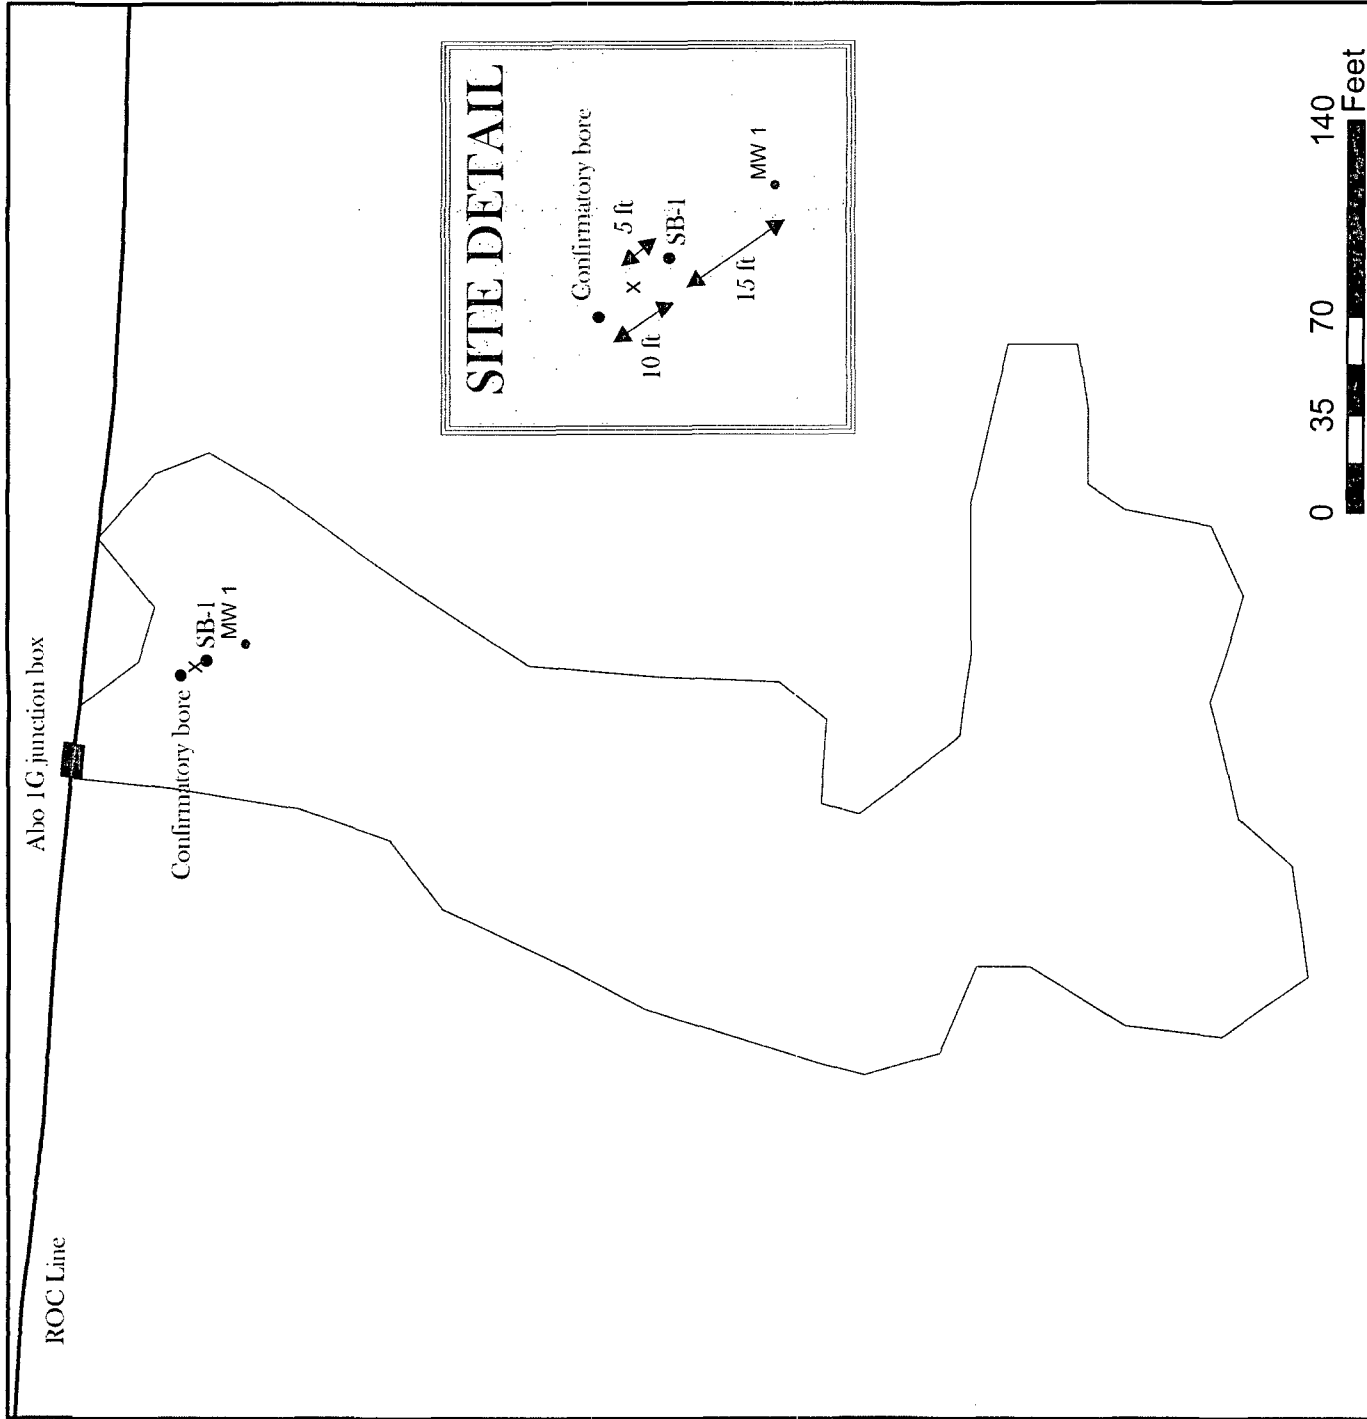 ROC Line
Abo 1G junction box
Confirmatory bore
x
SB-1
MW 1
SITE DETAIL
Confirmatory bore
x
5 ft
10 ft
SB-1
15 ft
MW 1
0 35 70 140
Feet